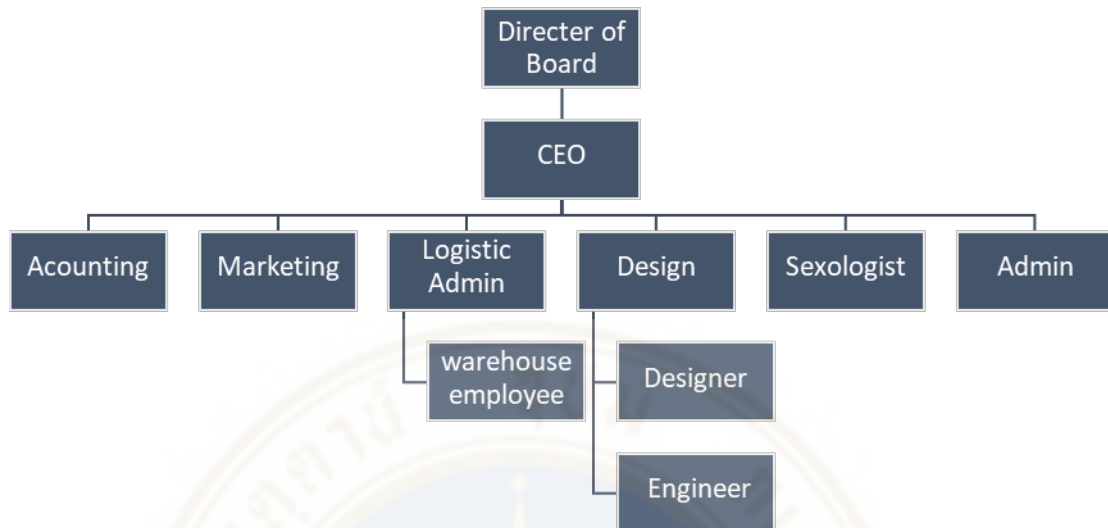 Directer of
Board
CEO
Acounting
Marketing
Logistic
Admin
Design
Sexologist
Admin
warehouse
employee
Designer
Engineer